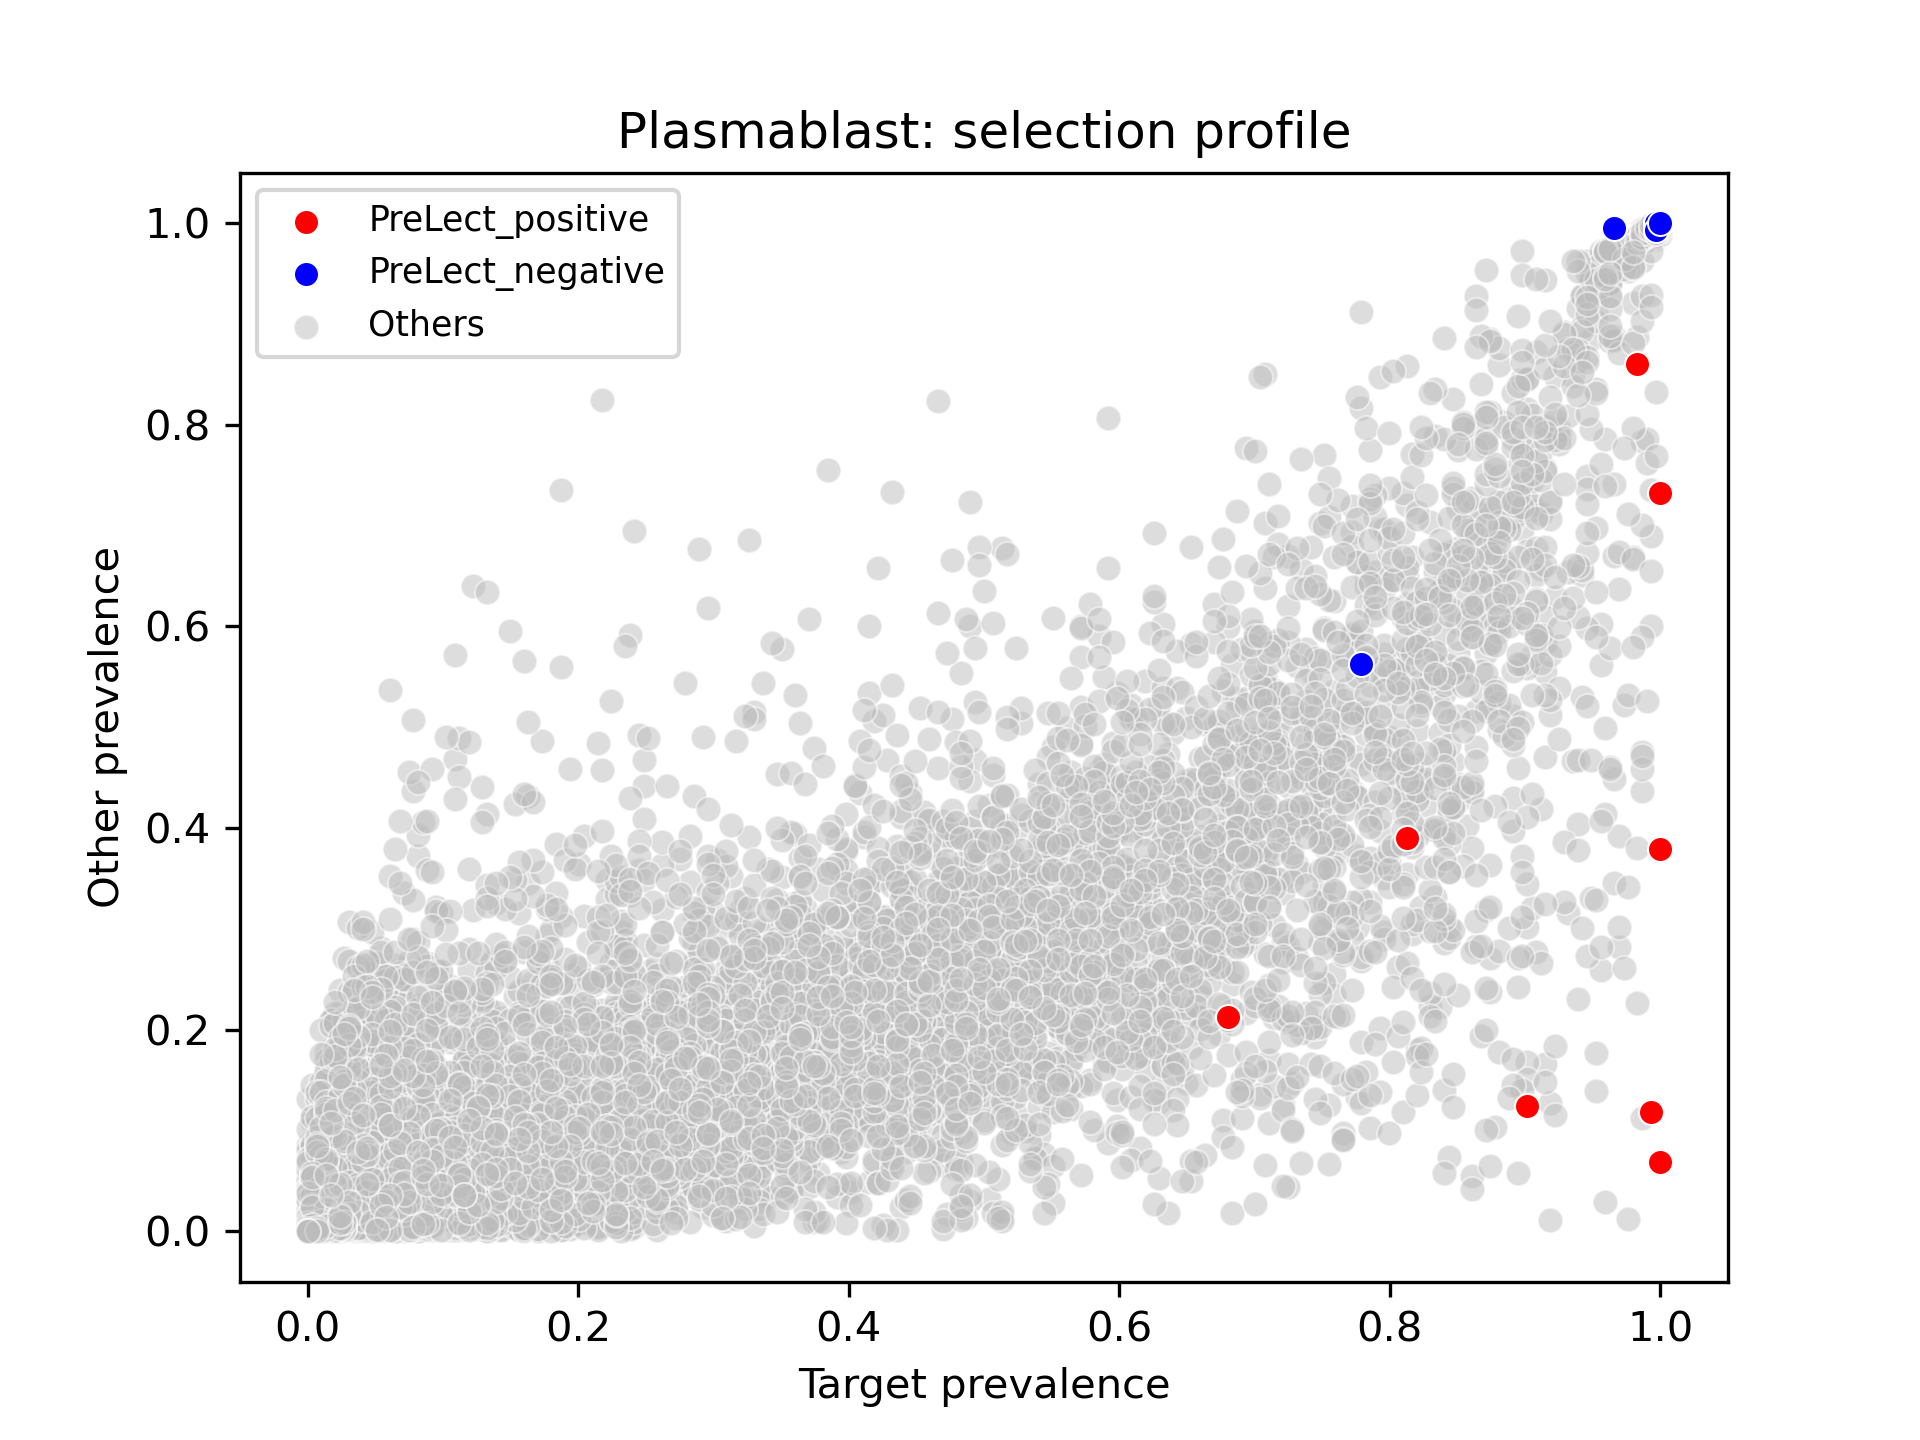 Plasmablast: selection profile
PreLect_positive
PreLect_negative
Others
1.0
0.8
0.6
0.4
0.2
0.0
Other prevalence
0.0 0.2 0.4 0.6 0.8 1.0
Target prevalence